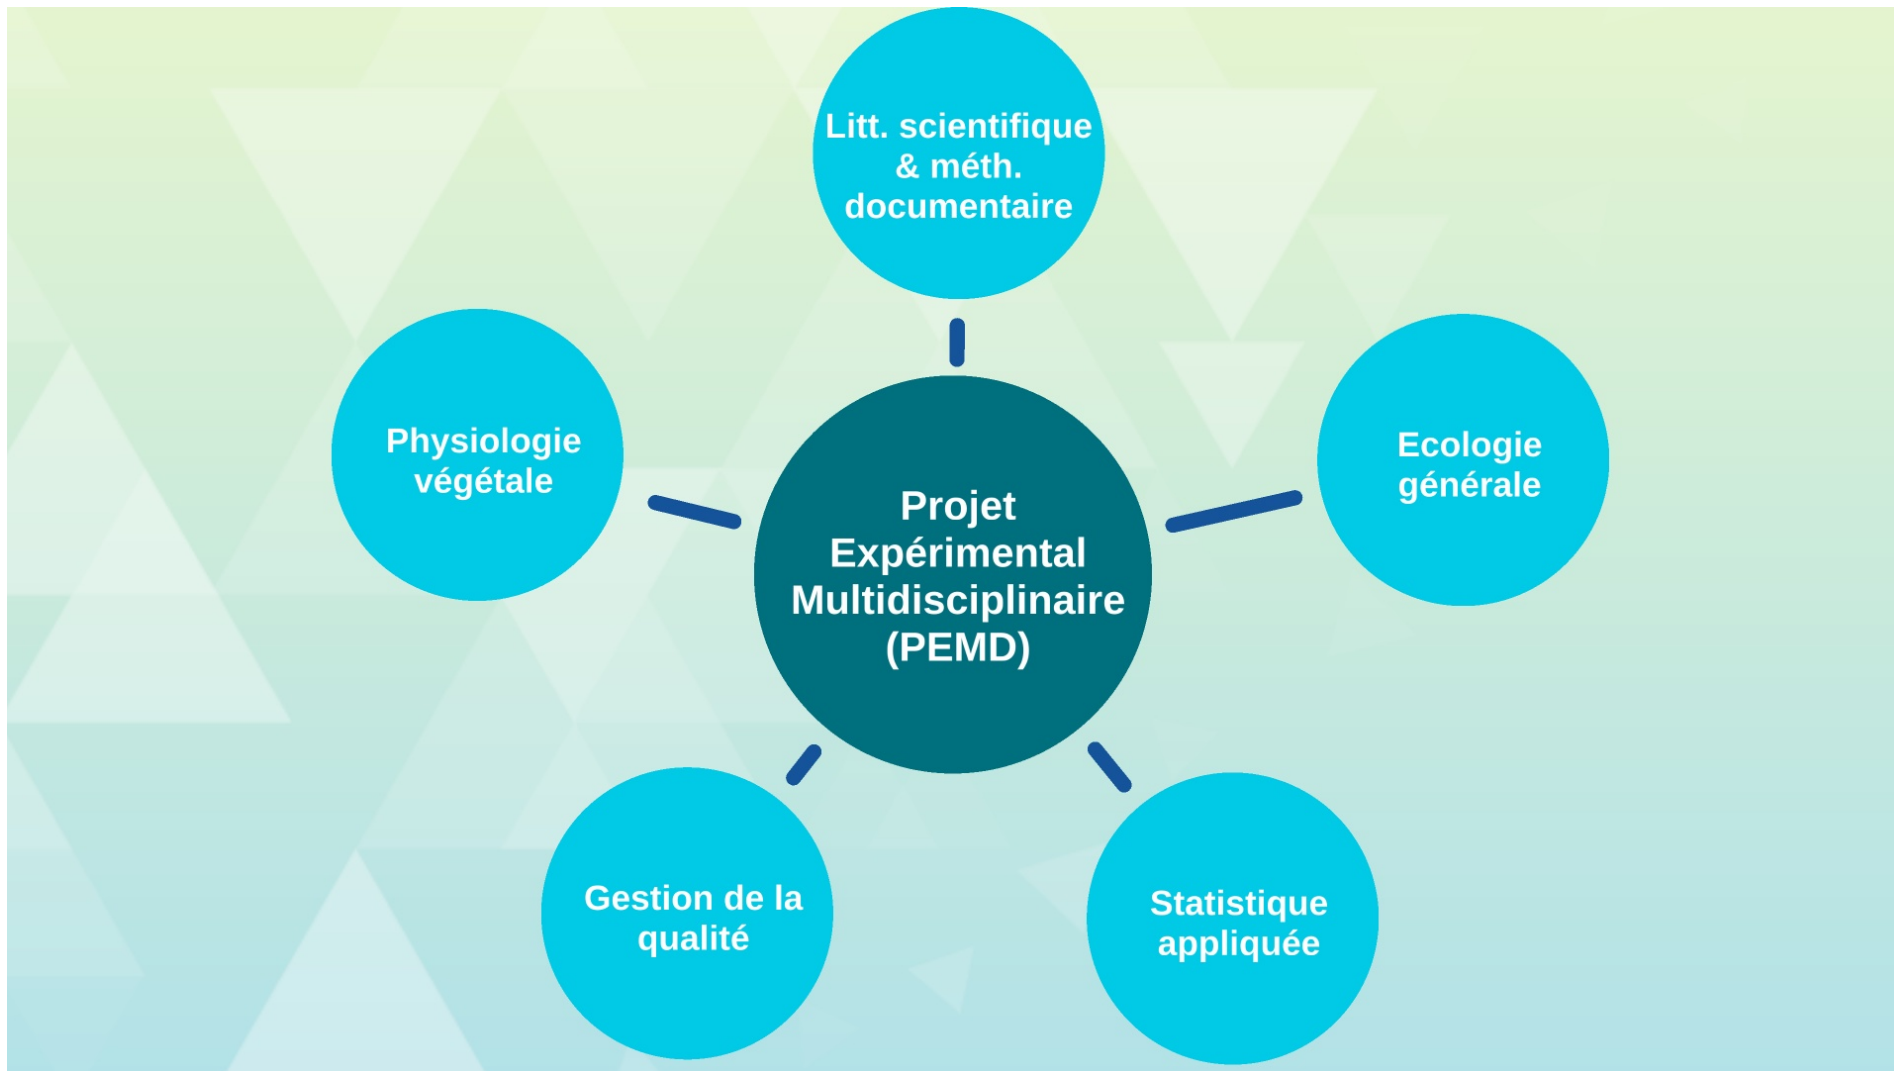 Litt. scientifique
& méth.
documentaire
Physiologie
végétale
Ecologie
générale
Projet
Expérimental
Multidisciplinaire
(PEMD)
Gestion de la
qualité
Statistique
appliquée